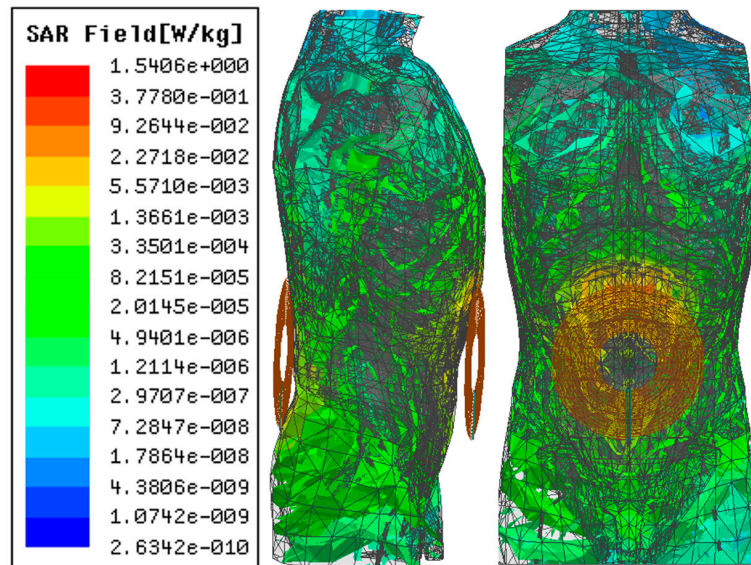 SAR Field[W/kg]
1.5406e+000
3.7780e-001
9.2644e-002
2.2718e-002
5.5710e-003
1.3661e-003
3.3501e-004
8.2151e-005
2.0145e-005
4.9401e-006
1.2114e-006
2.9707e-007
7.2847e-008
1.7864e-008
4.3806e-009
1.0742e-009
2.6342e-010